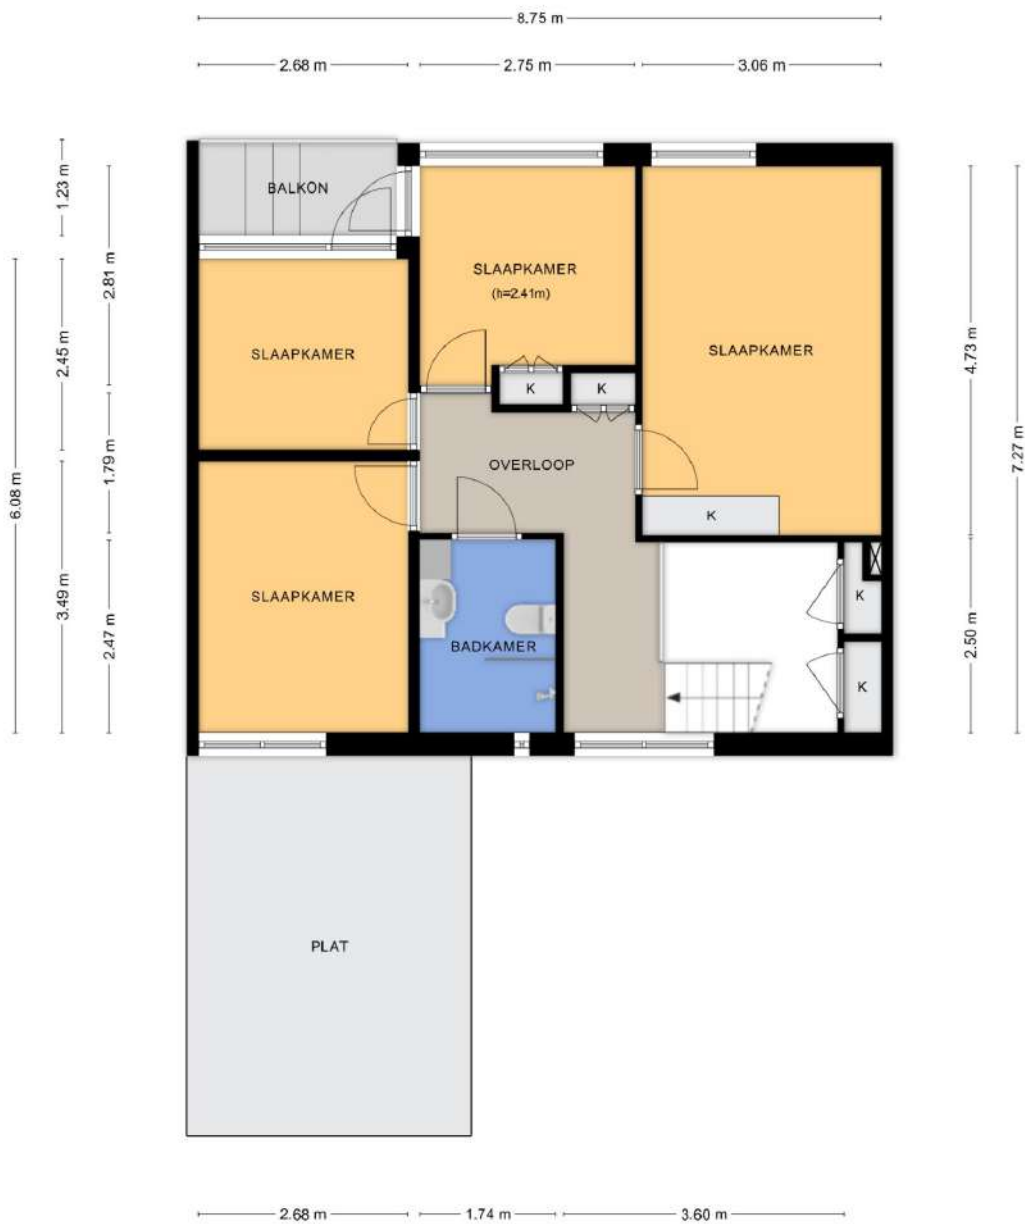 8.75 m
2.68 m
2.75 m
3.06 m
1.23 m
2.81 m
2.45 m
1.79 m
6.08 m
3.49 m
2.47 m
4.73 m
7.27 m
2.50 m
BALKON
SLAAPKAMER
(h=2.41m)
SLAAPKAMER
SLAAPKAMER
K
K
OVERLOOP
K
SLAAPKAMER
K
BADKAMER
K
PLAT
2.68 m
1.74 m
3.60 m